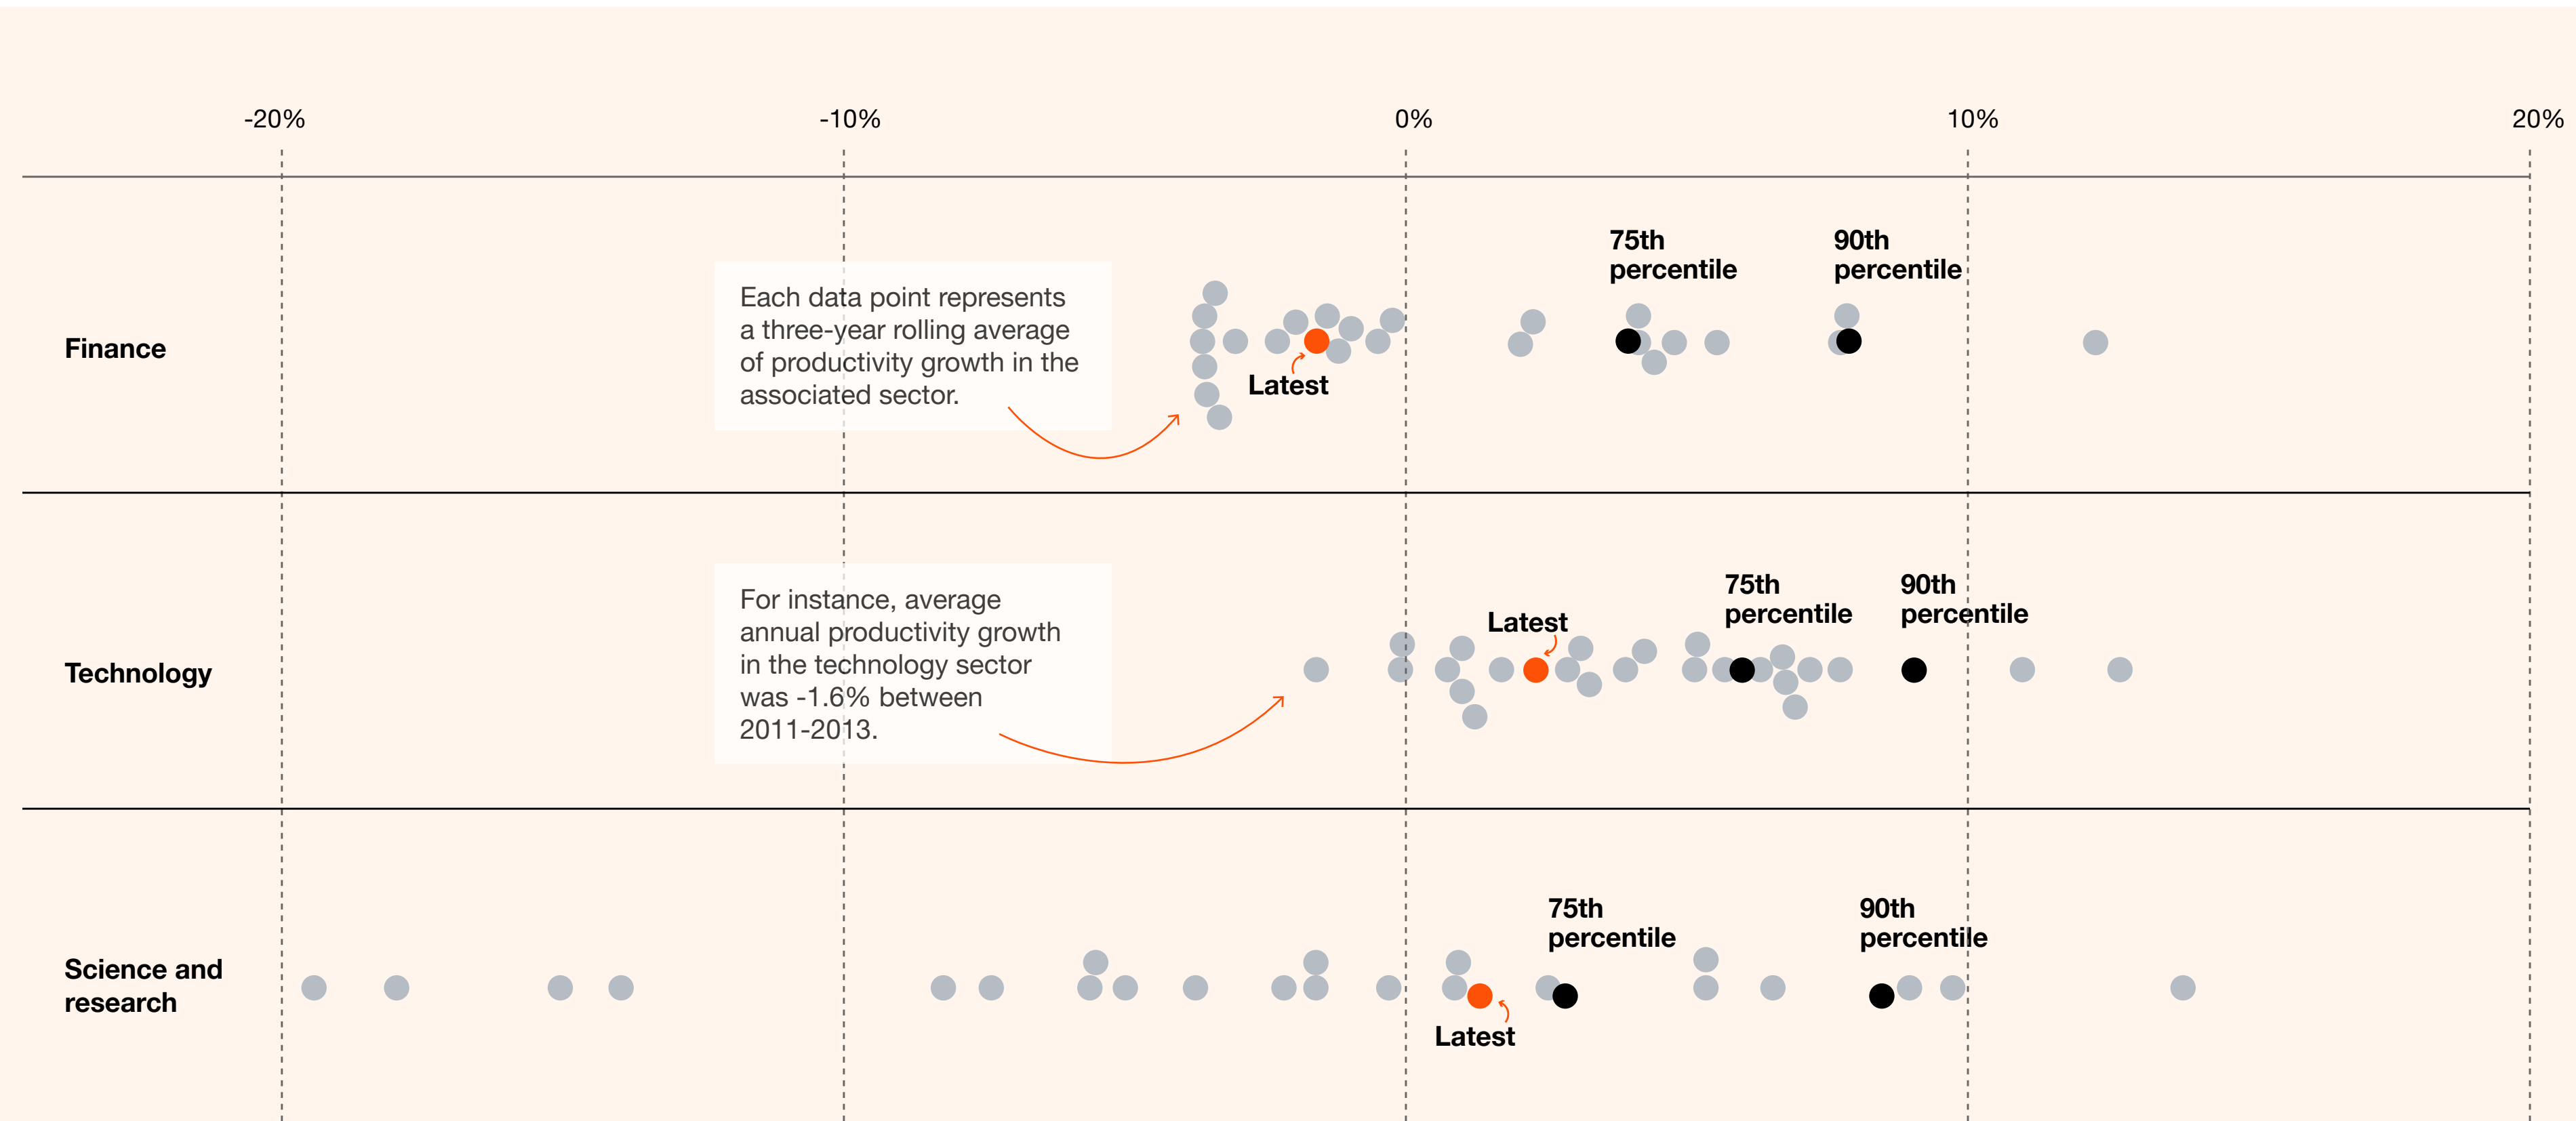 -20%
-10%
0%
10%
20%
Finance
Each data point represents
a three-year rolling average
of productivity growth in the
associated sector.
Latest
75th
percentile
90th
percentile
Technology
For instance, average
annual productivity growth
in the technology sector
was -1.6% between
2011-2013.
Latest
75th
percentile
90th
percentile
Science and
research
Latest
75th
percentile
90th
percentile